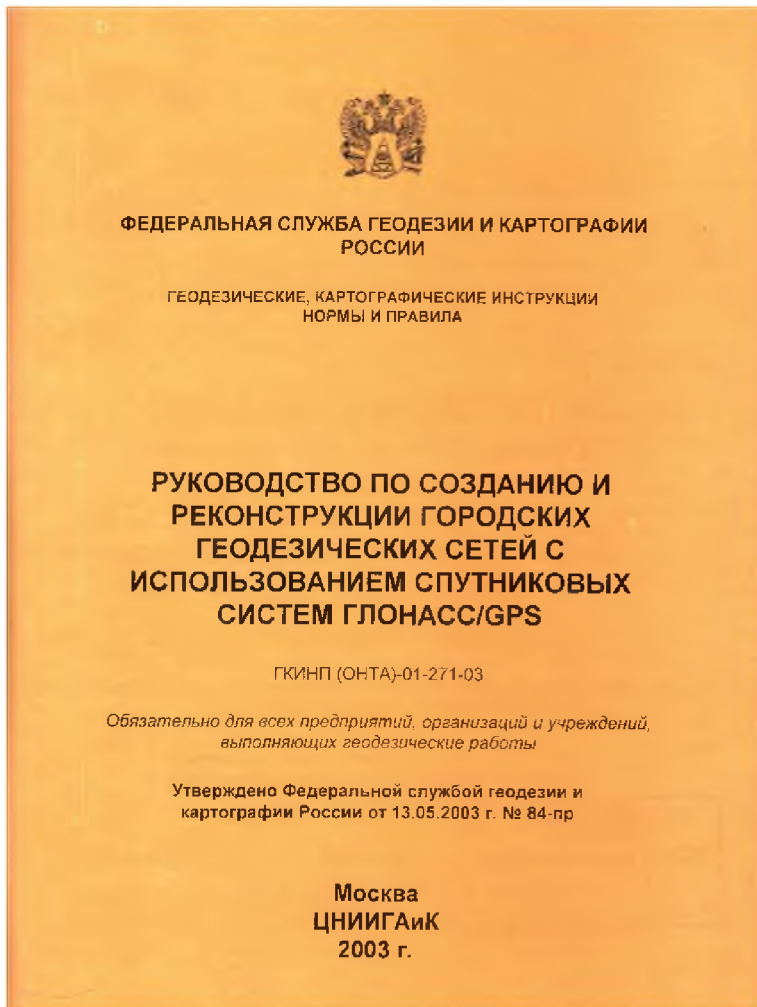 ФЕДЕРАЛЬНАЯ СЛУЖБА ГЕОДЕЗИИ И КАРТОГРАФИИ
РОССИИ
ГЕОДЕЗИЧЕСКИЕ, КАРТОГРАФИЧЕСКИЕ ИНСТРУКЦИИ
НОРМЫ И ПРАВИЛА
РУКОВОДСТВО ПО СОЗДАНИЮ И
РЕКОНСТРУКЦИИ ГОРОДСКИХ
ГЕОДЕЗИЧЕСКИХ СЕТЕЙ С
ИСПОЛЬЗОВАНИЕМ СПУТНИКОВЫХ
СИСТЕМ ГЛОНАСС/GPS
ГКИНП (ОНТА)-01-271-03
Обязательно для всех предприятий, организаций и учреждений,
выполняющих геодезические работы
Утверждено Федеральной службой геодезии и
картографии России от 13.05.2003 г. № 84-пр
Москва
ЦНИИГАиК
2003 г.